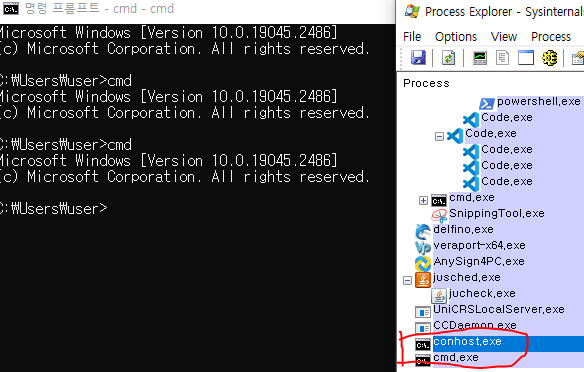 명령 프롬프트 - cmd - cmd
Microsoft Windows [Version 10.0.19045.2486]
(c) Microsoft Corporation. All rights reserved.
C:\Users\user>cmd
Microsoft Windows [Version 10.0.19045.2486]
(c) Microsoft Corporation. All rights reserved.
C:\Users\user>cmd
Microsoft Windows [Version 10.0.19045.2486]
(c) Microsoft Corporation. All rights reserved.
C:\Users\user>
Process Explorer - Sysinternal
File Options View Process
Process
powershell.exe
Code.exe
Code.exe
Code.exe
Code.exe
Code.exe
cmd.exe
SnippingTool.exe
delfino.exe
veraport-x64.exe
AnySign4PC.exe
jusched.exe
jucheck.exe
UniCRSLocalServer.exe
CCDaemon.exe
conhost.exe
cmd.exe